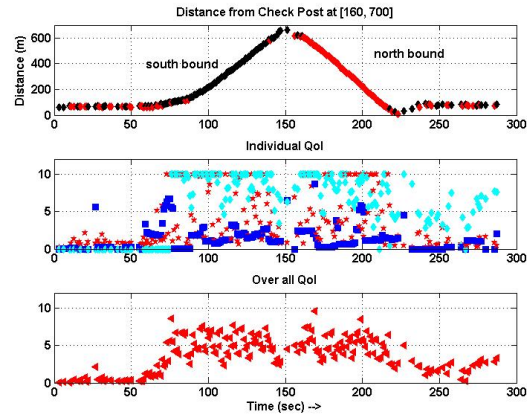 Distance from Check Post at [160, 700]
Distance (m)
600
400
200
0
south bound
north bound
0 50 100 150 200 250 300
Individual QoI
10
5
0
0 50 100 150 200 250 300
Over all QoI
10
5
0
0 50 100 150 200 250 300
Time (sec) -->